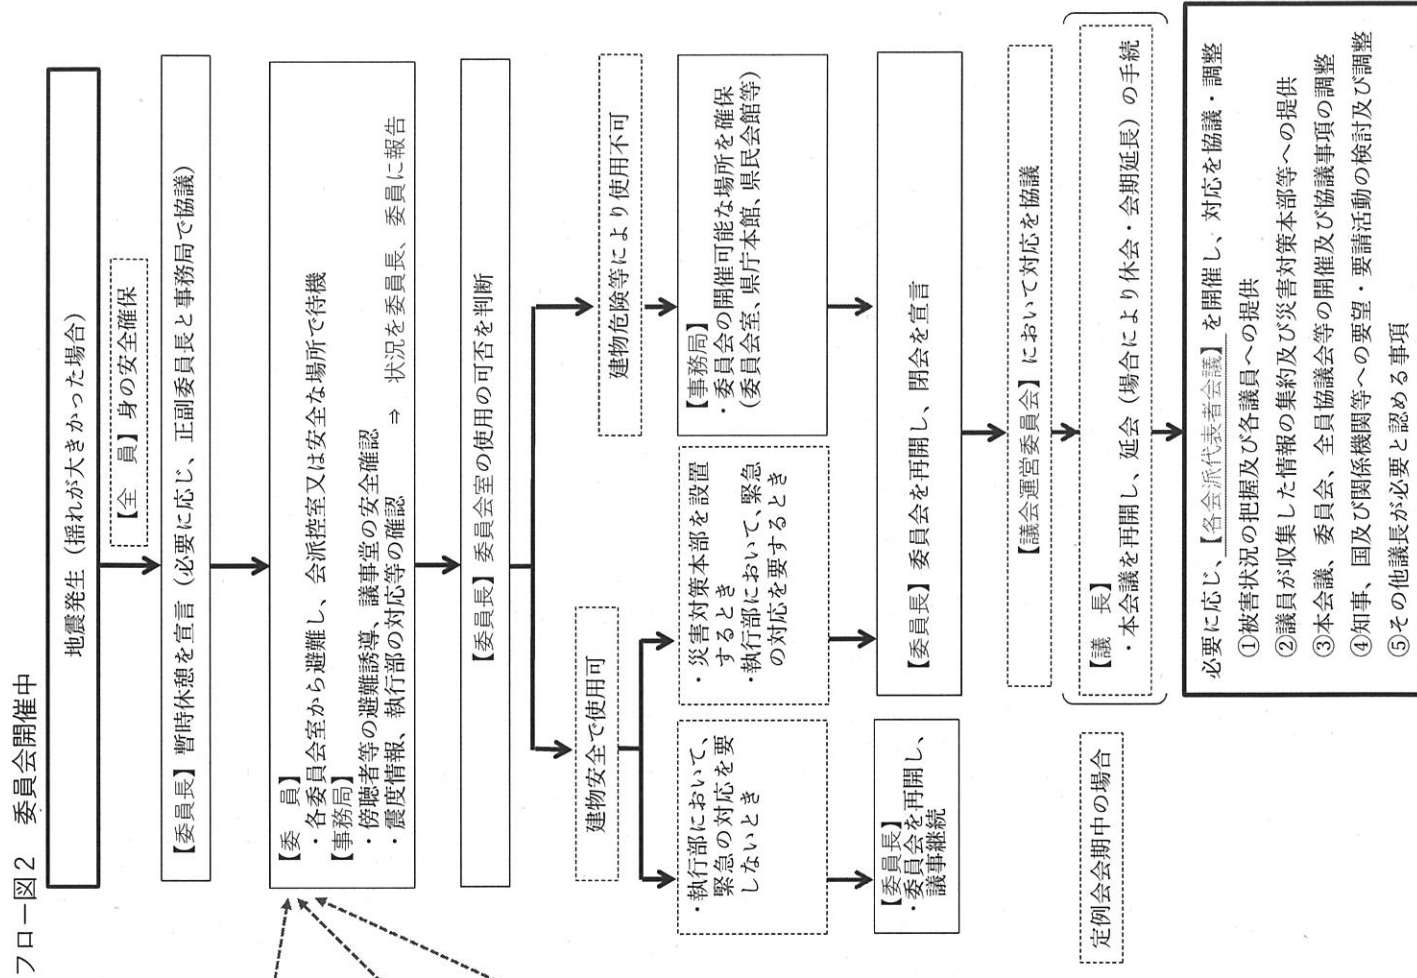 フロー図2　委員会開催中
地震発生（揺れが大きかった場合）
【全　員】身の安全確保
【委員長】暫時休憩を宣言（必要に応じ、正副委員長と事務局で協議）
【委　員】
・各委員会室から避難し、会派控室又は安全な場所で待機
【事務局】
・傍聴者等の避難誘導、議事堂の安全確認
・震度情報、執行部の対応等の確認　⇒　状況を委員長、委員に報告
【委員長】委員会室の使用の可否を判断
建物安全で使用可
建物危険等により使用不可
・執行部において、
緊急の対応を要
しないとき
・災害対策本部を設置
するとき
・執行部において、緊急
の対応を要するとき
【事務局】
・委員会の開催可能な場所を確保
（委員会室、県庁本館、県民会館等）
【委員長】
・委員会を再開し、
議事継続
【委員長】委員会を再開し、閉会を宣言
【議会運営委員会】において対応を協議
定例会会期中の場合
【議　長】
・本会議を再開し、延会（場合により休会・会期延長）の手続
必要に応じ、【各会派代表者会議】を開催し、対応を協議・調整
①被害状況の把握及び各議員への提供
②議員が収集した情報の集約及び災害対策本部等への提供
③本会議、委員会、全員協議会等の開催及び協議事項の調整
④知事、国及び関係機関等への要望・要請活動の検討及び調整
⑤その他議長が必要と認める事項